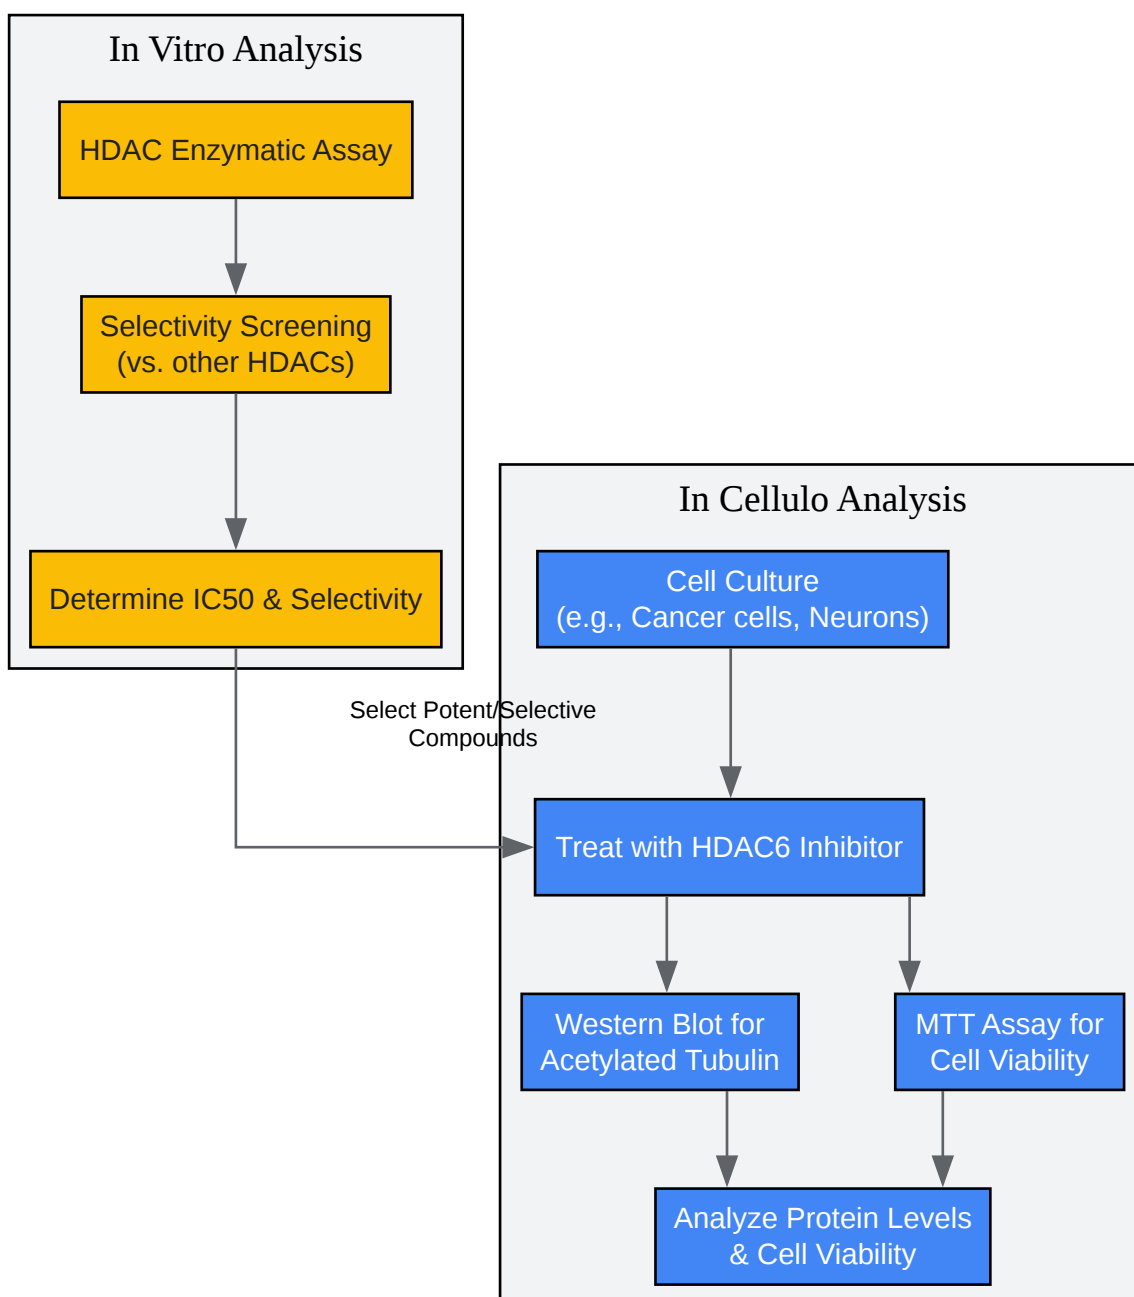 In Vitro Analysis
HDAC Enzymatic Assay
Selectivity Screening
(vs. other HDACs)
Determine IC50 & Selectivity
Select Potent/Selective
Compounds
In Cellulo Analysis
Cell Culture
(e.g., Cancer cells, Neurons)
Treat with HDAC6 Inhibitor
Western Blot for
Acetylated Tubulin
MTT Assay for
Cell Viability
Analyze Protein Levels
& Cell Viability